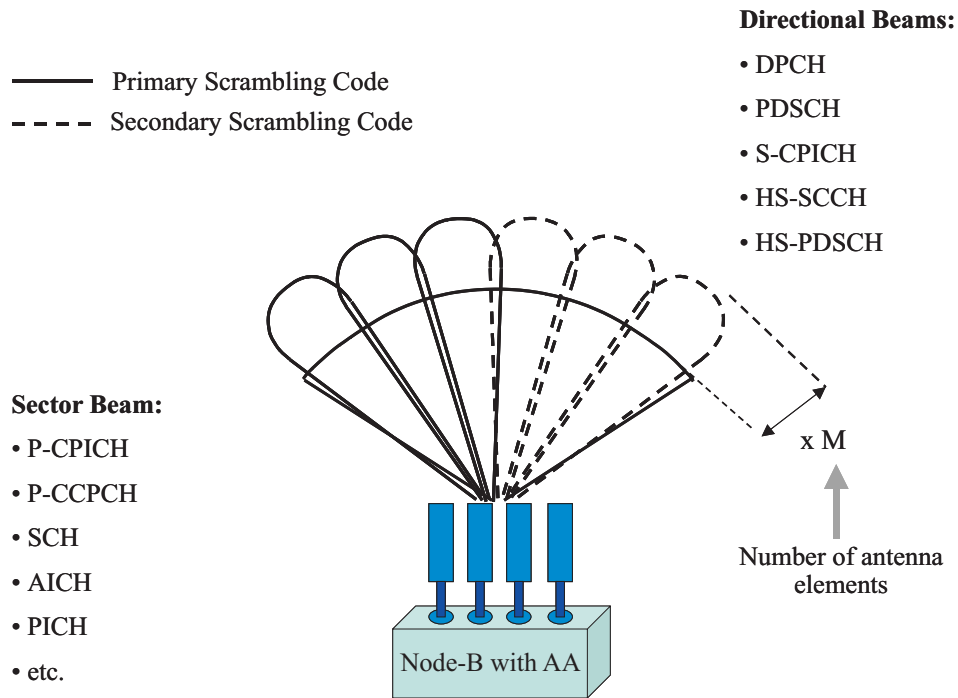 Directional Beams:
• DPCH
• PDSCH
• S-CPICH
• HS-SCCH
• HS-PDSCH
Primary Scrambling Code
Secondary Scrambling Code
Sector Beam:
• P-CPICH
• P-CCPCH
• SCH
• AICH
• PICH
• etc.
x M
Number of antenna
elements
Node-B with AA